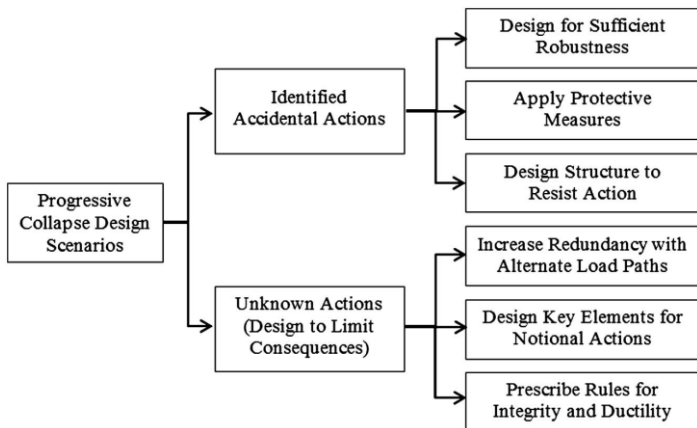 Progressive
Collapse Design
Scenarios
Identified
Accidental Actions
Unknown Actions
(Design to Limit
Consequences)
Design for Sufficient
Robustness
Apply Protective
Measures
Design Structure to
Resist Action
Increase Redundancy with
Alternate Load Paths
Design Key Elements for
Notional Actions
Prescribe Rules for
Integrity and Ductility